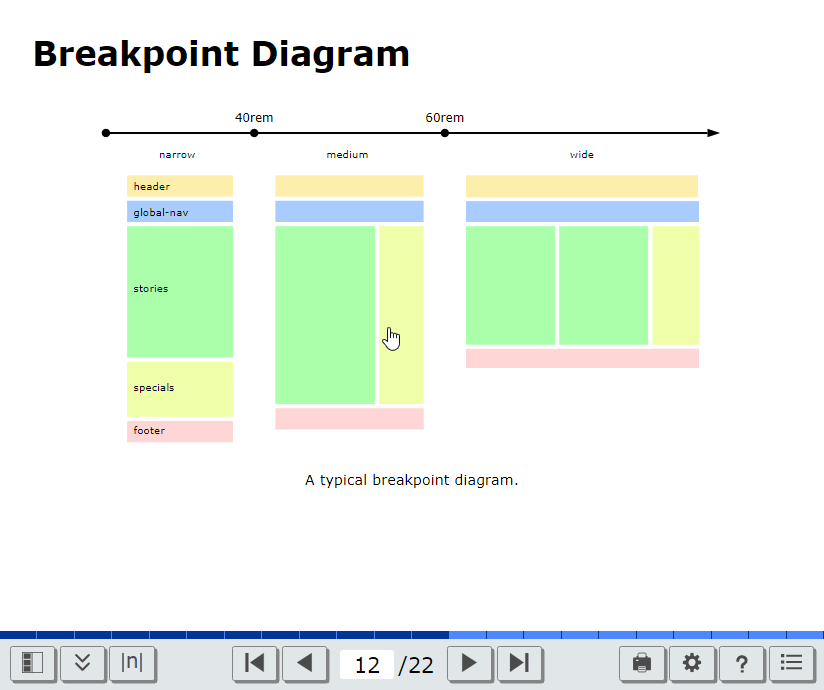 Breakpoint Diagram
40rem 60rem
narrow medium wide
header
global-nav
stories
specials
footer
A typical breakpoint diagram.
|n| 12 /22 ?